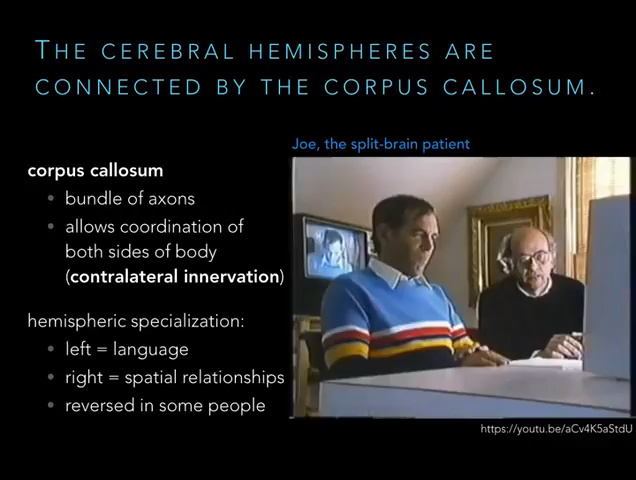 THE CEREBRAL HEMISPHERES ARE
CONNECTED BY THE CORPUS CALLOSUM.
Joe, the split-brain patient
corpus callosum
• bundle of axons
• allows coordination of
both sides of body
(contralateral innervation)
hemispheric specialization:
• left = language
• right = spatial relationships
• reversed in some people
https://youtu.be/aCv4K5aStdU